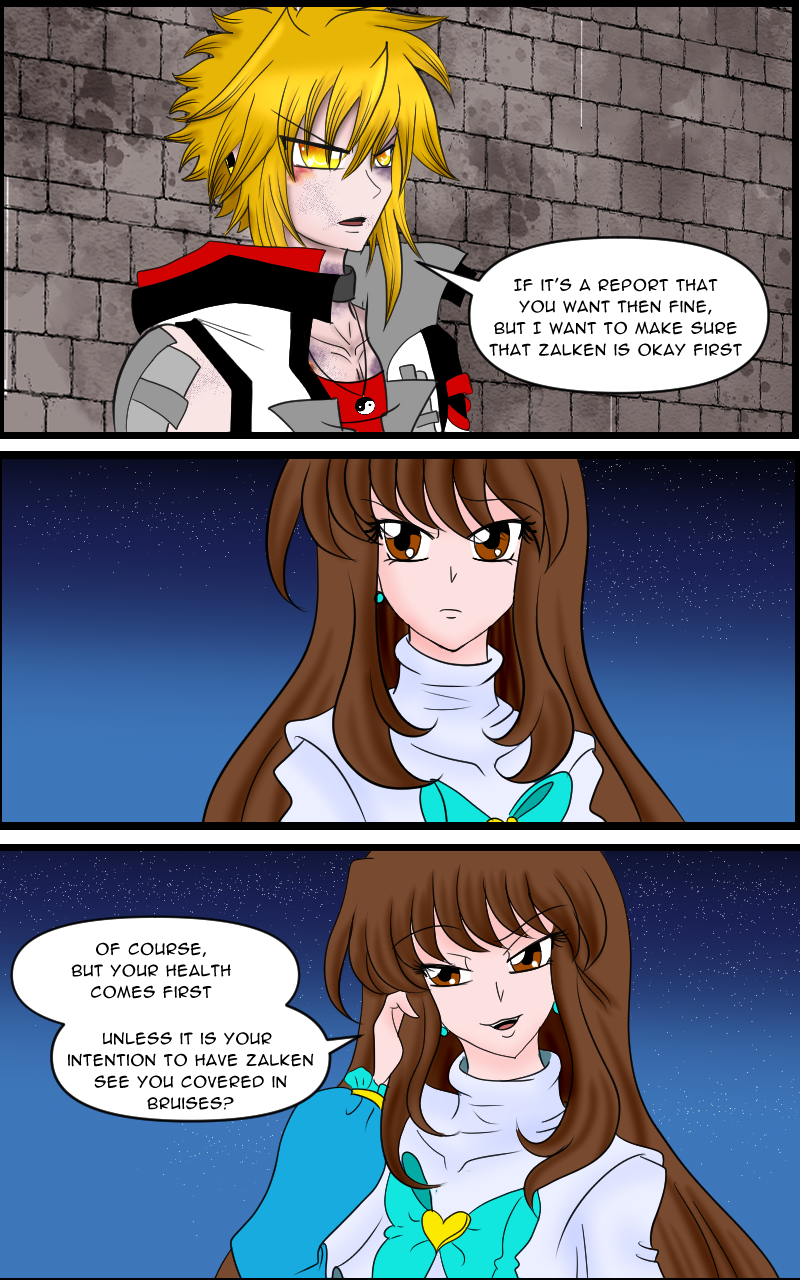 IF IT'S A REPORT THAT
YOU WANT THEN FINE,
BUT I WANT TO MAKE SURE
THAT ZALKEN IS OKAY FIRST
OF COURSE,
BUT YOUR HEALTH
COMES FIRST
UNLESS IT IS YOUR
INTENTION TO HAVE ZALKEN
SEE YOU COVERED IN
BRUISES?